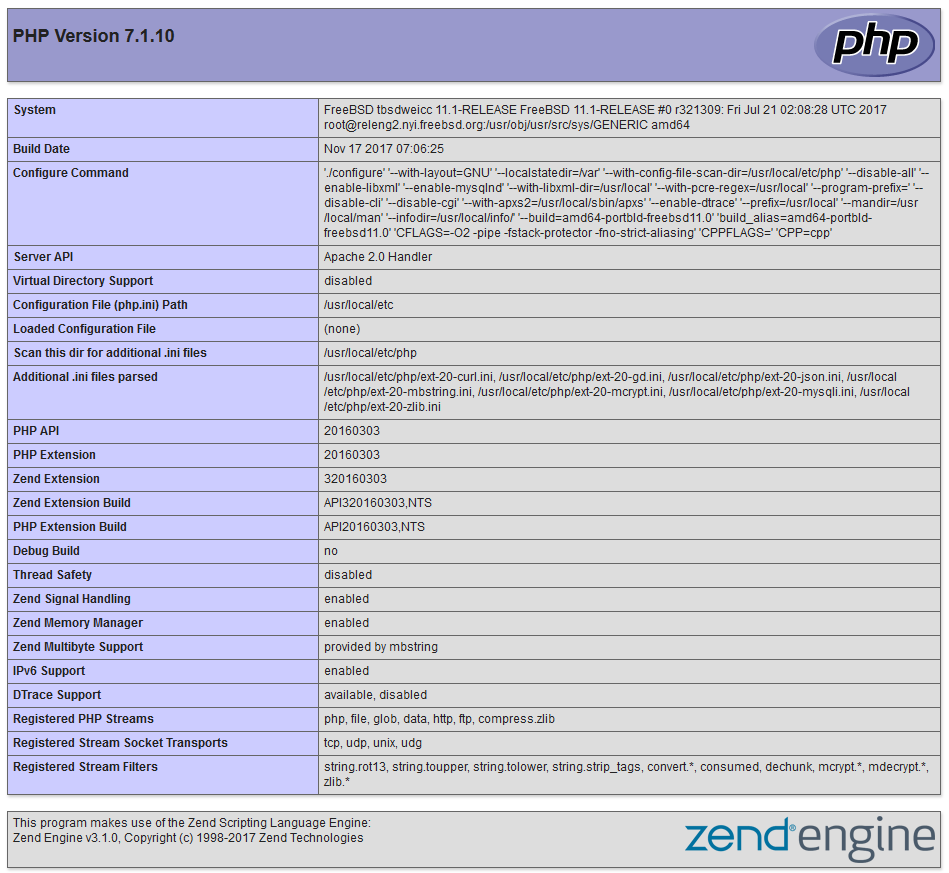 PHP Version 7.1.10
php
System
FreeBSD tbsdweicc 11.1-RELEASE FreeBSD 11.1-RELEASE #0 r321309: Fri Jul 21 02:08:28 UTC 2017
root@releng2.nyi.freebsd.org:/usr/obj/usr/src/sys/GENERIC amd64
Build Date
Nov 17 2017 07:06:25
Configure Command
'./configure' '--with-layout=GNU' '--localstatedir=/var' '--with-config-file-scan-dir=/usr/local/etc/php' '--disable-all' '--
enable-libxml' '--enable-mysqlnd' '--with-libxml-dir=/usr/local' '--with-pcre-regex=/usr/local' '--program-prefix=' '--
disable-cli' '--disable-cgi' '--with-apxs2=/usr/local/sbin/apxs' '--enable-dtrace' '--prefix=/usr/local' '--mandir=/usr
/local/man' '--infodir=/usr/local/info/' '--build=amd64-portbld-freebsd11.0' 'build_alias=amd64-portbld-
freebsd11.0' 'CFLAGS=-O2 -pipe -fstack-protector -fno-strict-aliasing' 'CPPFLAGS=' 'CPP=cpp'
Server API
Apache 2.0 Handler
Virtual Directory Support
disabled
Configuration File (php.ini) Path
/usr/local/etc
Loaded Configuration File
(none)
Scan this dir for additional .ini files
/usr/local/etc/php
Additional .ini files parsed
/usr/local/etc/php/ext-20-curl.ini, /usr/local/etc/php/ext-20-gd.ini, /usr/local/etc/php/ext-20-json.ini, /usr/local
/etc/php/ext-20-mbstring.ini, /usr/local/etc/php/ext-20-mcrypt.ini, /usr/local/etc/php/ext-20-mysqli.ini, /usr/local
/etc/php/ext-20-zlib.ini
PHP API
20160303
PHP Extension
20160303
Zend Extension
320160303
Zend Extension Build
API320160303,NTS
PHP Extension Build
API20160303,NTS
Debug Build
no
Thread Safety
disabled
Zend Signal Handling
enabled
Zend Memory Manager
enabled
Zend Multibyte Support
provided by mbstring
IPv6 Support
enabled
DTrace Support
available, disabled
Registered PHP Streams
php, file, glob, data, http, ftp, compress.zlib
Registered Stream Socket Transports
tcp, udp, unix, udg
Registered Stream Filters
string.rot13, string.toupper, string.tolower, string.strip_tags, convert.*, consumed, dechunk, mcrypt.*, mdecrypt.*,
zlib.*
This program makes use of the Zend Scripting Language Engine:
Zend Engine v3.1.0, Copyright (c) 1998-2017 Zend Technologies
zend® engine